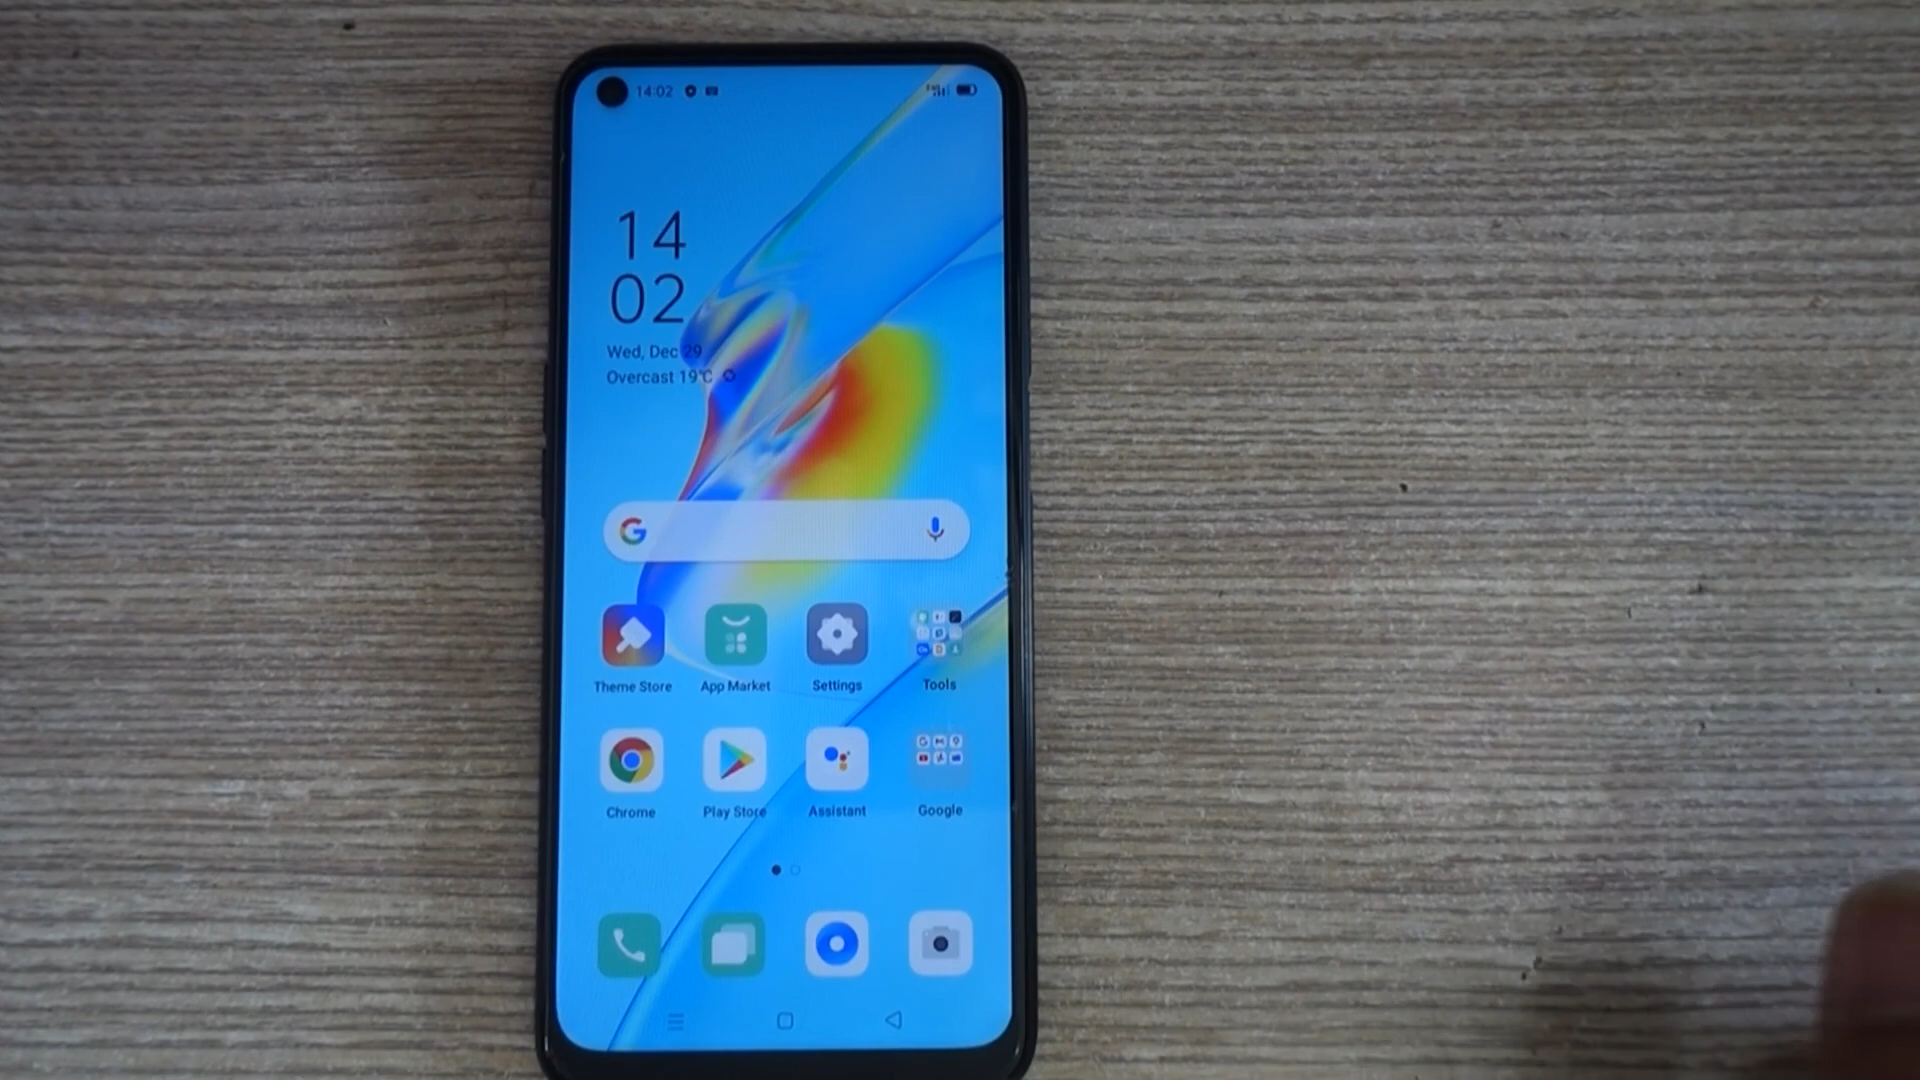 14:02
14
02
Wed, Dec 29
Overcast 19°C
Theme Store
App Market
Settings
Tools
Chrome
Play Store
Assistant
Google